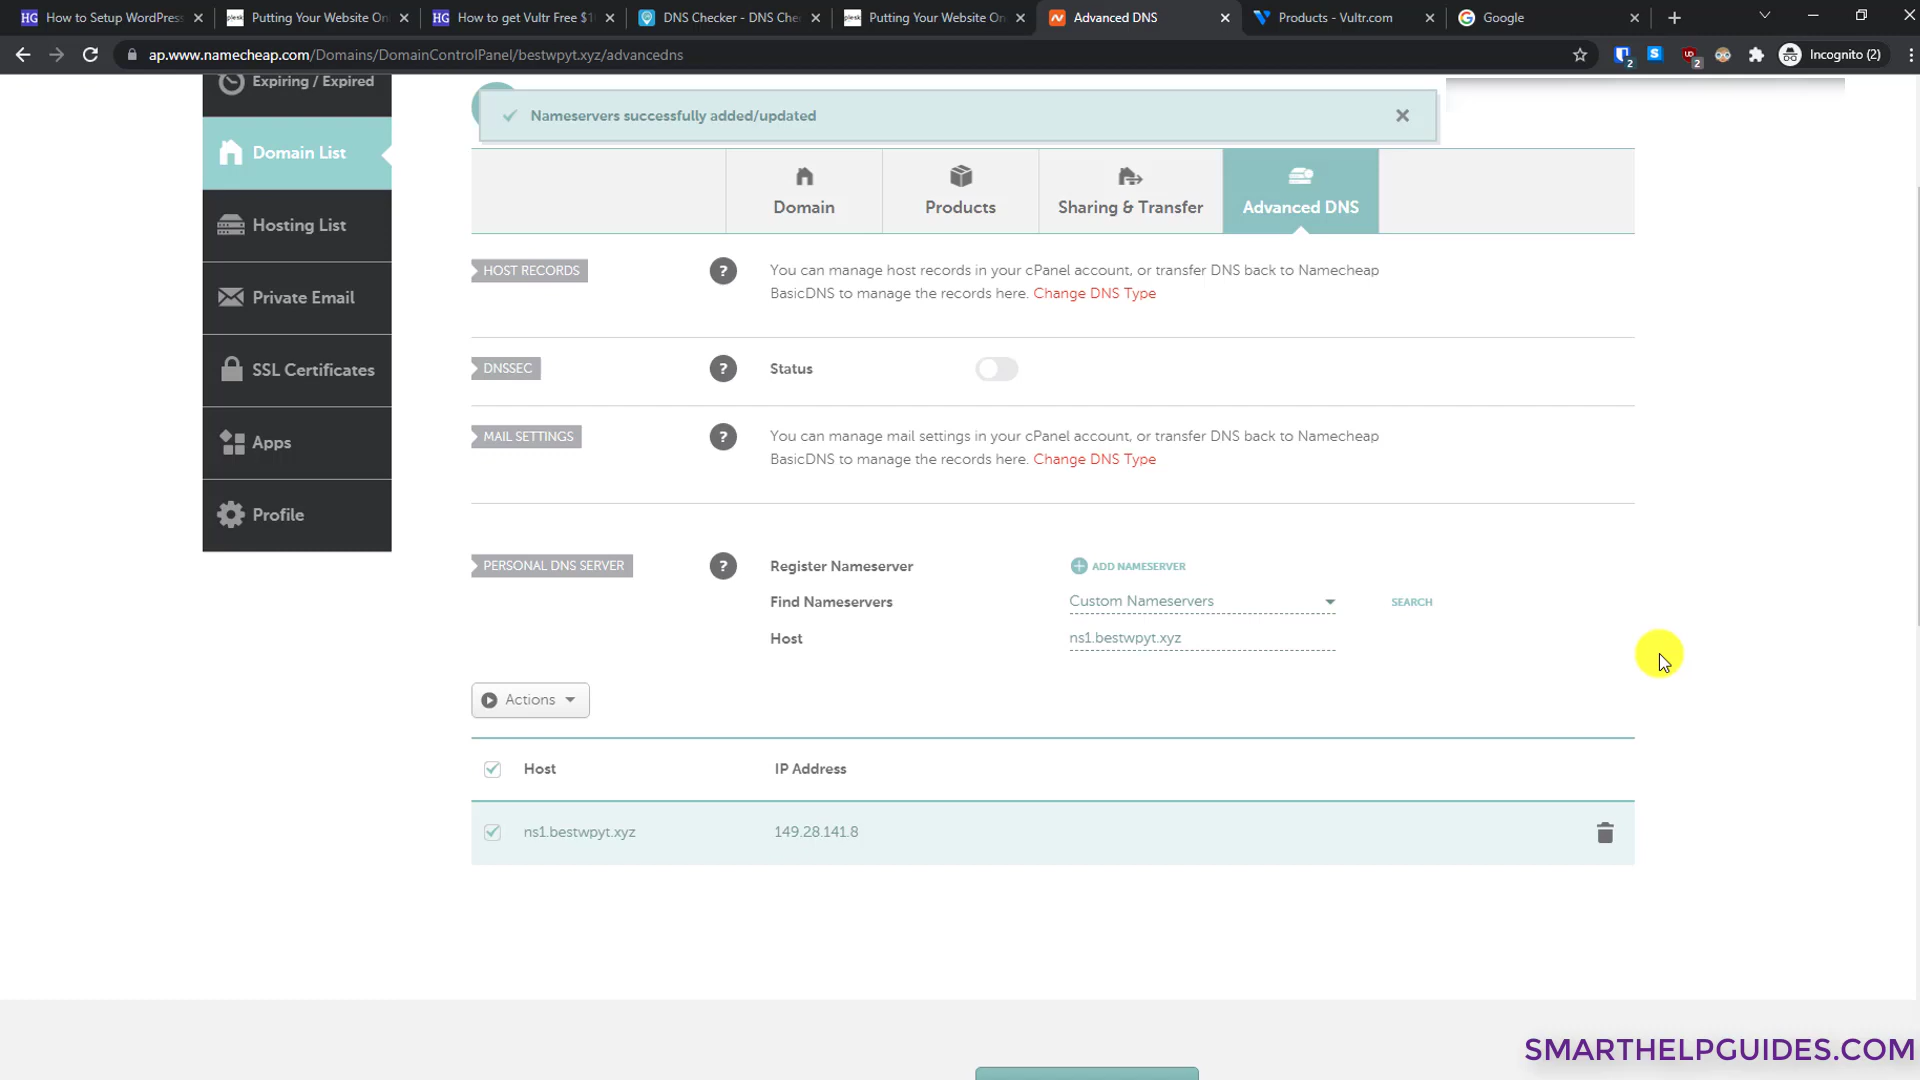 How to Setup WordPress
Putting Your Website On
How to get Vultr Free $1
DNS Checker - DNS Che
Putting Your Website On
Advanced DNS
Products - Vultr.com
Google
ap.www.namecheap.com/Domains/DomainControlPanel/bestwpyt.xyz/advancedns
2
2
Incognito (2)
Expiring / Expired
Domain List
Hosting List
Private Email
SSL Certificates
Apps
Profile
Nameservers successfully added/updated
Domain
Products
Sharing & Transfer
Advanced DNS
HOST RECORDS
?
You can manage host records in your cPanel account, or transfer DNS back to Namecheap
BasicDNS to manage the records here. Change DNS Type
DNSSEC
?
Status
MAIL SETTINGS
?
You can manage mail settings in your cPanel account, or transfer DNS back to Namecheap
BasicDNS to manage the records here. Change DNS Type
PERSONAL DNS SERVER
?
Register Nameserver
ADD NAMESERVER
Find Nameservers
Custom Nameservers
SEARCH
Host
ns1.bestwpyt.xyz
Actions
Host IP Address
ns1.bestwpyt.xyz 149.28.141.8
SMARTHELPGUIDES.COM